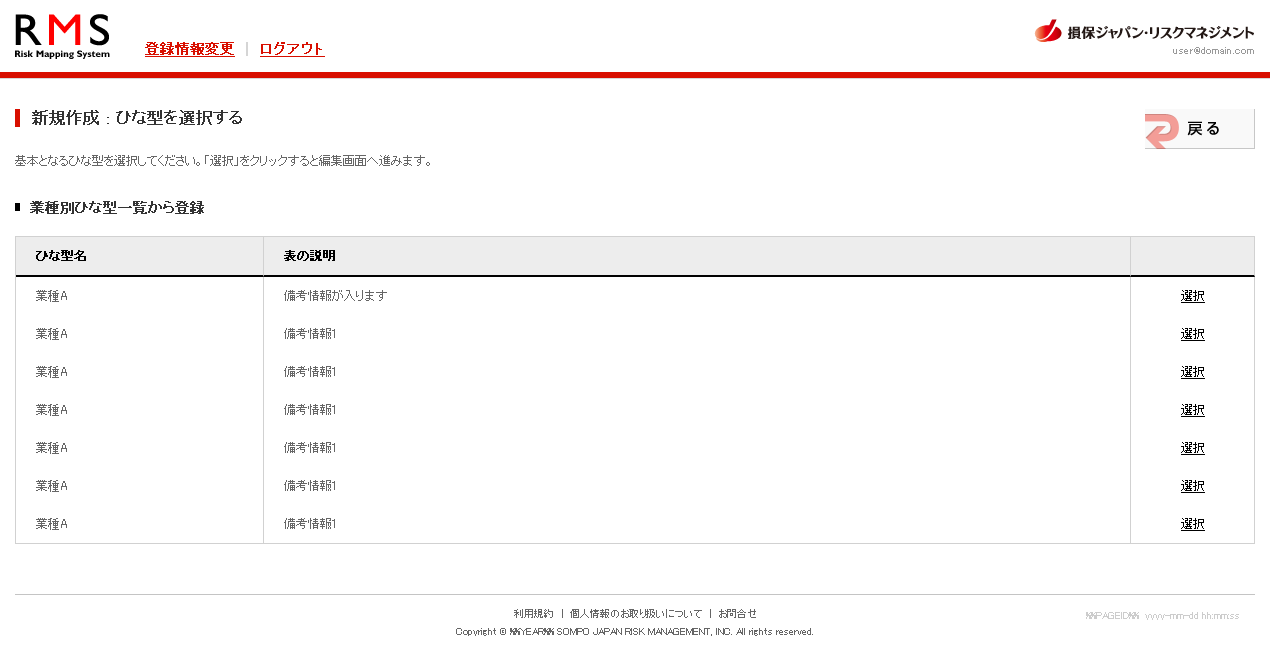 RMS
Risk Mapping System
登録情報変更 | ログアウト
損保ジャパン・リスクマネジメント
user@domain.com
新規作成 : ひな型を選択する
戻る
基本となるひな型を選択してください。「選択」をクリックすると編集画面へ進みます。
業種別ひな型一覧から登録
ひな型名 表の説明
業種A 備考情報が入ります 選択
業種A 備考情報1 選択
業種A 備考情報1 選択
業種A 備考情報1 選択
業種A 備考情報1 選択
業種A 備考情報1 選択
業種A 備考情報1 選択
利用規約 | 個人情報のお取り扱いについて | お問合せ
%%PAGEID%% yyyy-mm-dd hh:mm:ss
Copyright © %%YEAR%% SOMPO JAPAN RISK MANAGEMENT, INC. All rights reserved.